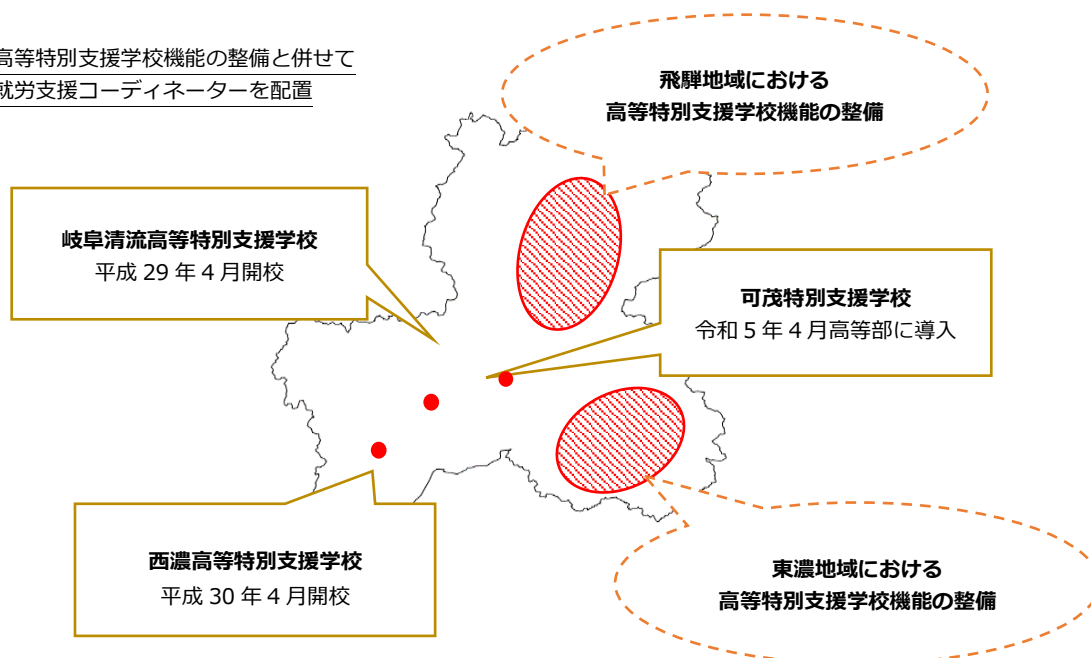 高等特別支援学校機能の整備と併せて
就労支援コーディネーターを配置
飛騨地域における
高等特別支援学校機能の整備
岐阜清流高等特別支援学校
平成 29 年 4 月開校
可茂特別支援学校
令和 5 年 4 月高等部に導入
西濃高等特別支援学校
平成 30 年 4 月開校
東濃地域における
高等特別支援学校機能の整備